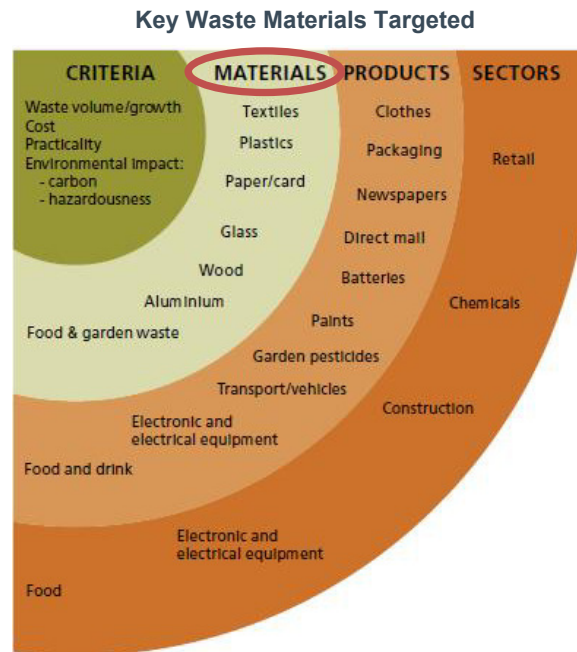 Key Waste Materials Targeted
CRITERIA
Waste volume/growth
Cost
Practicality
Environmental impact:
- carbon
- hazardousness
MATERIALS
Textiles
Plastics
Paper/card
Glass
Wood
Aluminium
Food & garden waste
PRODUCTS
Clothes
Packaging
Newspapers
Direct mail
Batteries
Paints
Garden pesticides
Transport/vehicles
Electronic and
electrical equipment
Food and drink
SECTORS
Retail
Chemicals
Construction
Electronic and
electrical equipment
Food